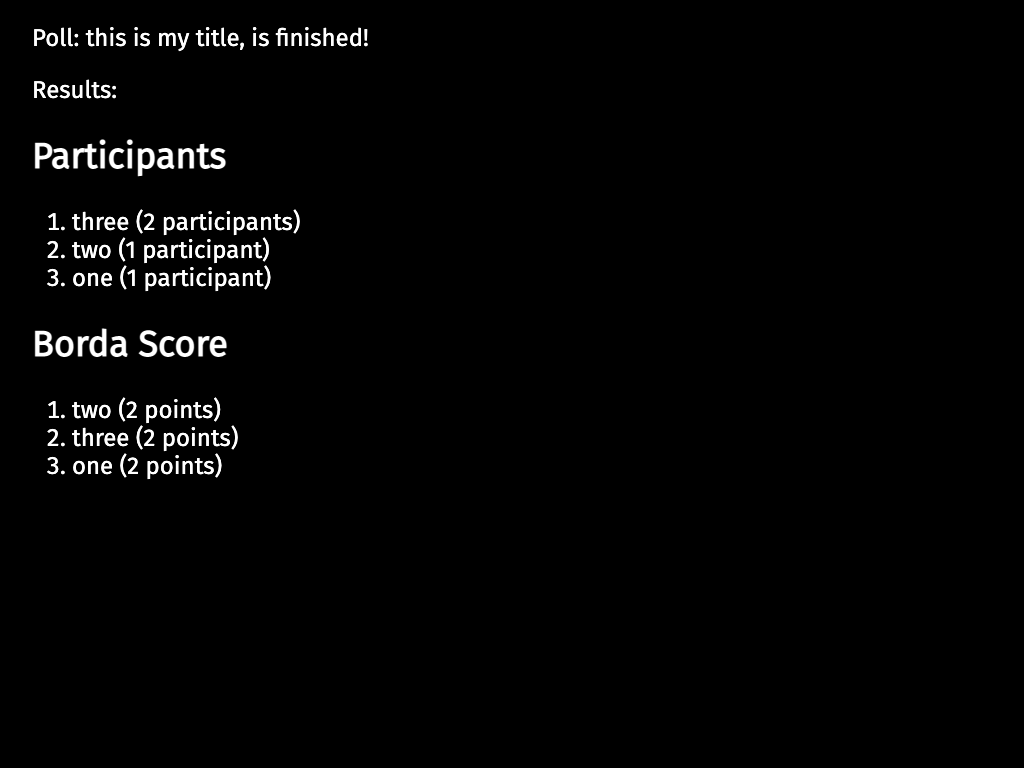 Poll: this is my title, is finished!
Results:
Participants
1. three (2 participants)
2. two (1 participant)
3. one (1 participant)
Borda Score
1. two (2 points)
2. three (2 points)
3. one (2 points)